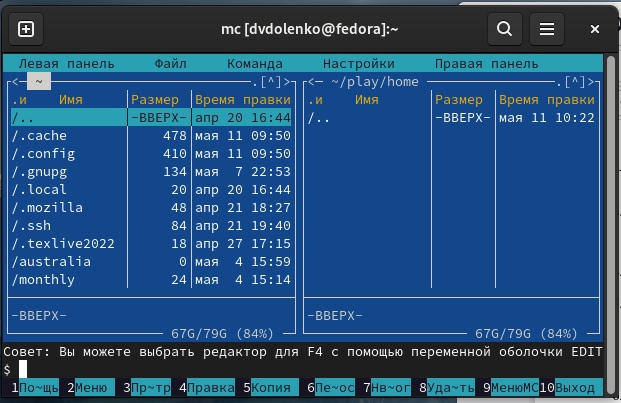 mc [dvdolenko@fedora]:~
Левая панель Файл Команда Настройки Правая панель
<─ ~ ─.[^]>
<─ ~/play/home ─.[^]>
.и Имя Размер Время правки
.и Имя Размер Время правки
/.. -ВВЕРХ- апр 20 16:44
/.. -ВВЕРХ- мая 11 10:22
/.cache 478 мая 11 09:50
/.config 410 мая 11 09:50
/.gnupg 134 мая 7 22:53
/.local 20 апр 20 16:44
/.mozilla 48 апр 21 18:27
/.ssh 84 апр 21 19:40
/.texlive2022 18 апр 27 17:15
/australia 0 мая 4 15:59
/monthly 24 мая 4 15:14
-ВВЕРХ-
-ВВЕРХ-
67G/79G (84%)
67G/79G (84%)
Совет: Вы можете выбрать редактор для F4 с помощью переменной оболочки EDIT
$
1По~щь 2Меню 3Пр~тр 4Правка 5Копия 6Пе~ос 7Нв~ог 8Уда~ть 9МенюМС 10Выход